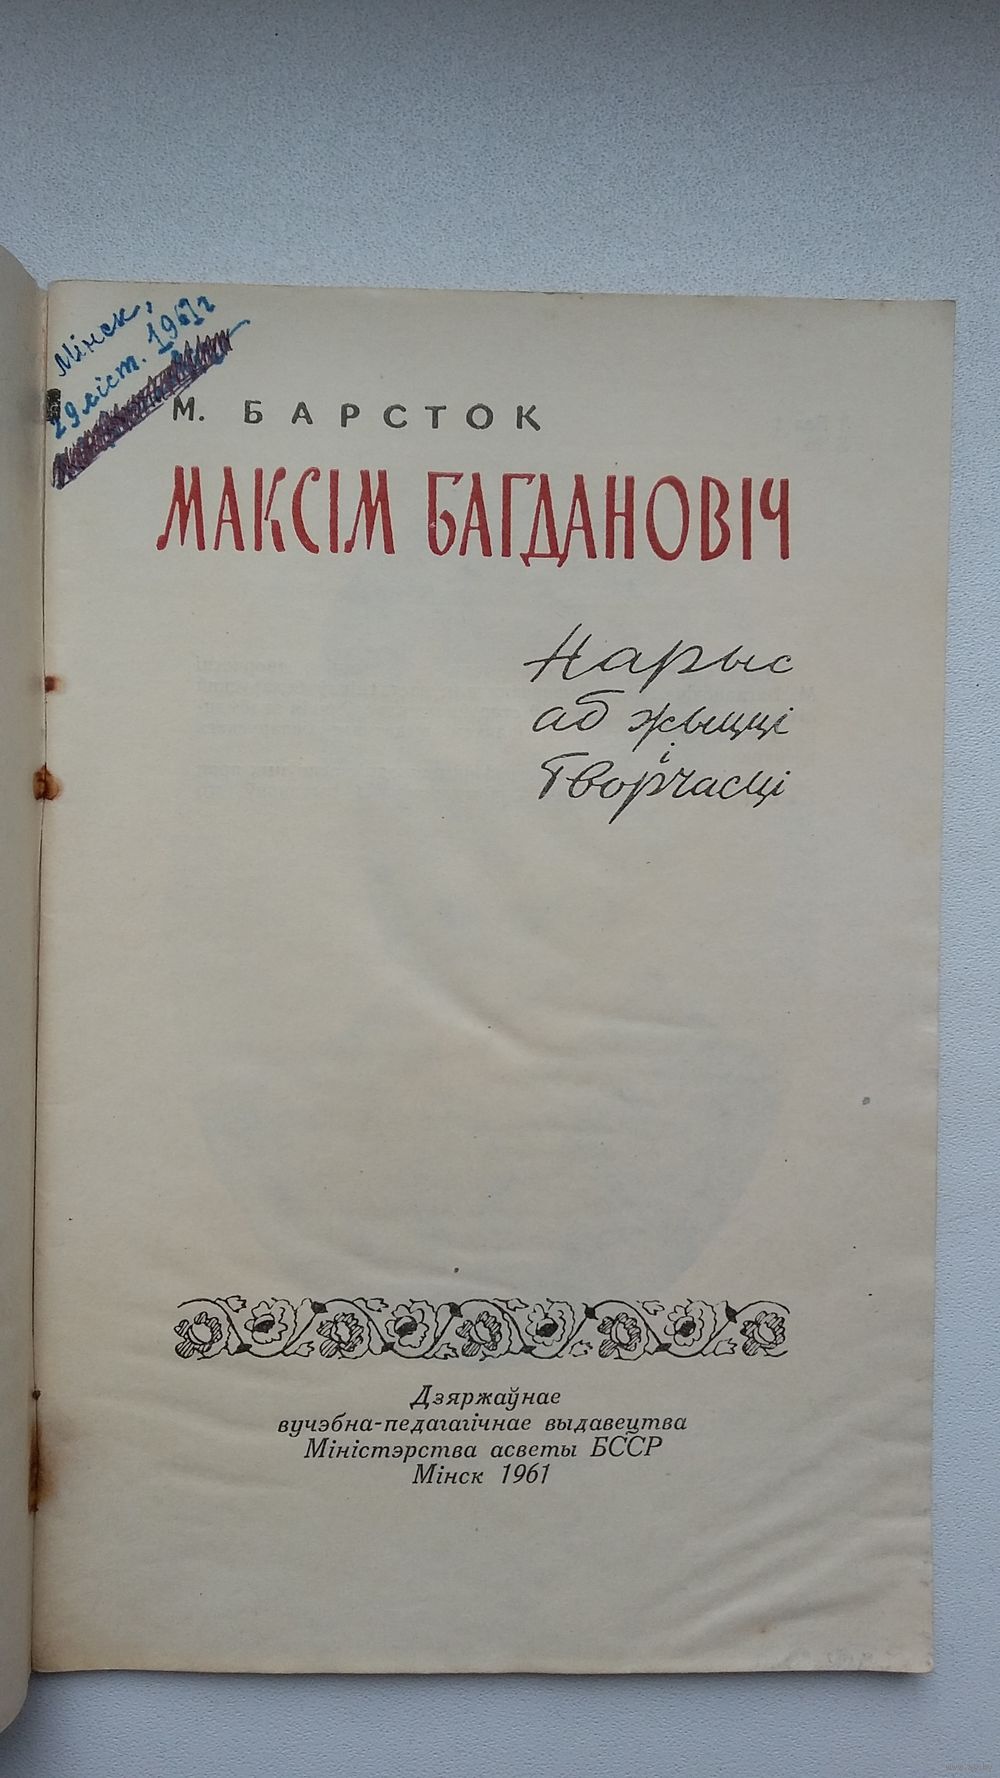 Мінск,
29 ліст. 1961 г
М. БАРСТОК
МАКСІМ БАГДАНОВІЧ
Нарыс
аб жыцці
і
творчасці
Дзяржаўнае
вучэбна-педагагічнае выдавецтва
Міністэрства асветы БССР
Мінск 1961